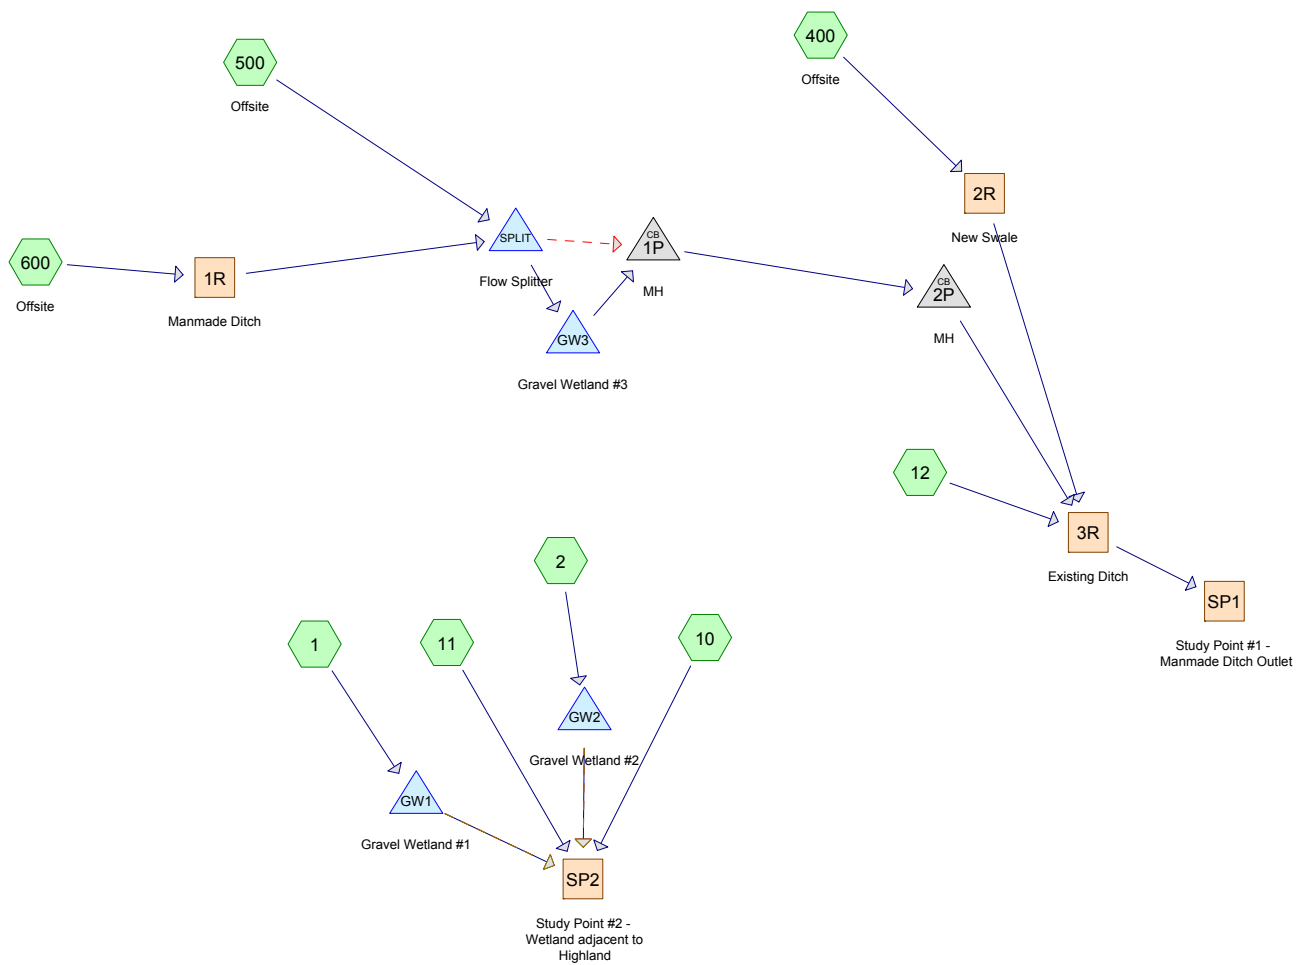 400
Offsite
500
Offsite
2R
New Swale
SPLIT
Flow Splitter
CB
1P
MH
600
Offsite
1R
Manmade Ditch
CB
2P
MH
GW3
Gravel Wetland #3
12
3R
Existing Ditch
SP1
Study Point #1 -
Manmade Ditch Outlet
2
1
11
10
GW2
Gravel Wetland #2
GW1
Gravel Wetland #1
SP2
Study Point #2 -
Wetland adjacent to
Highland